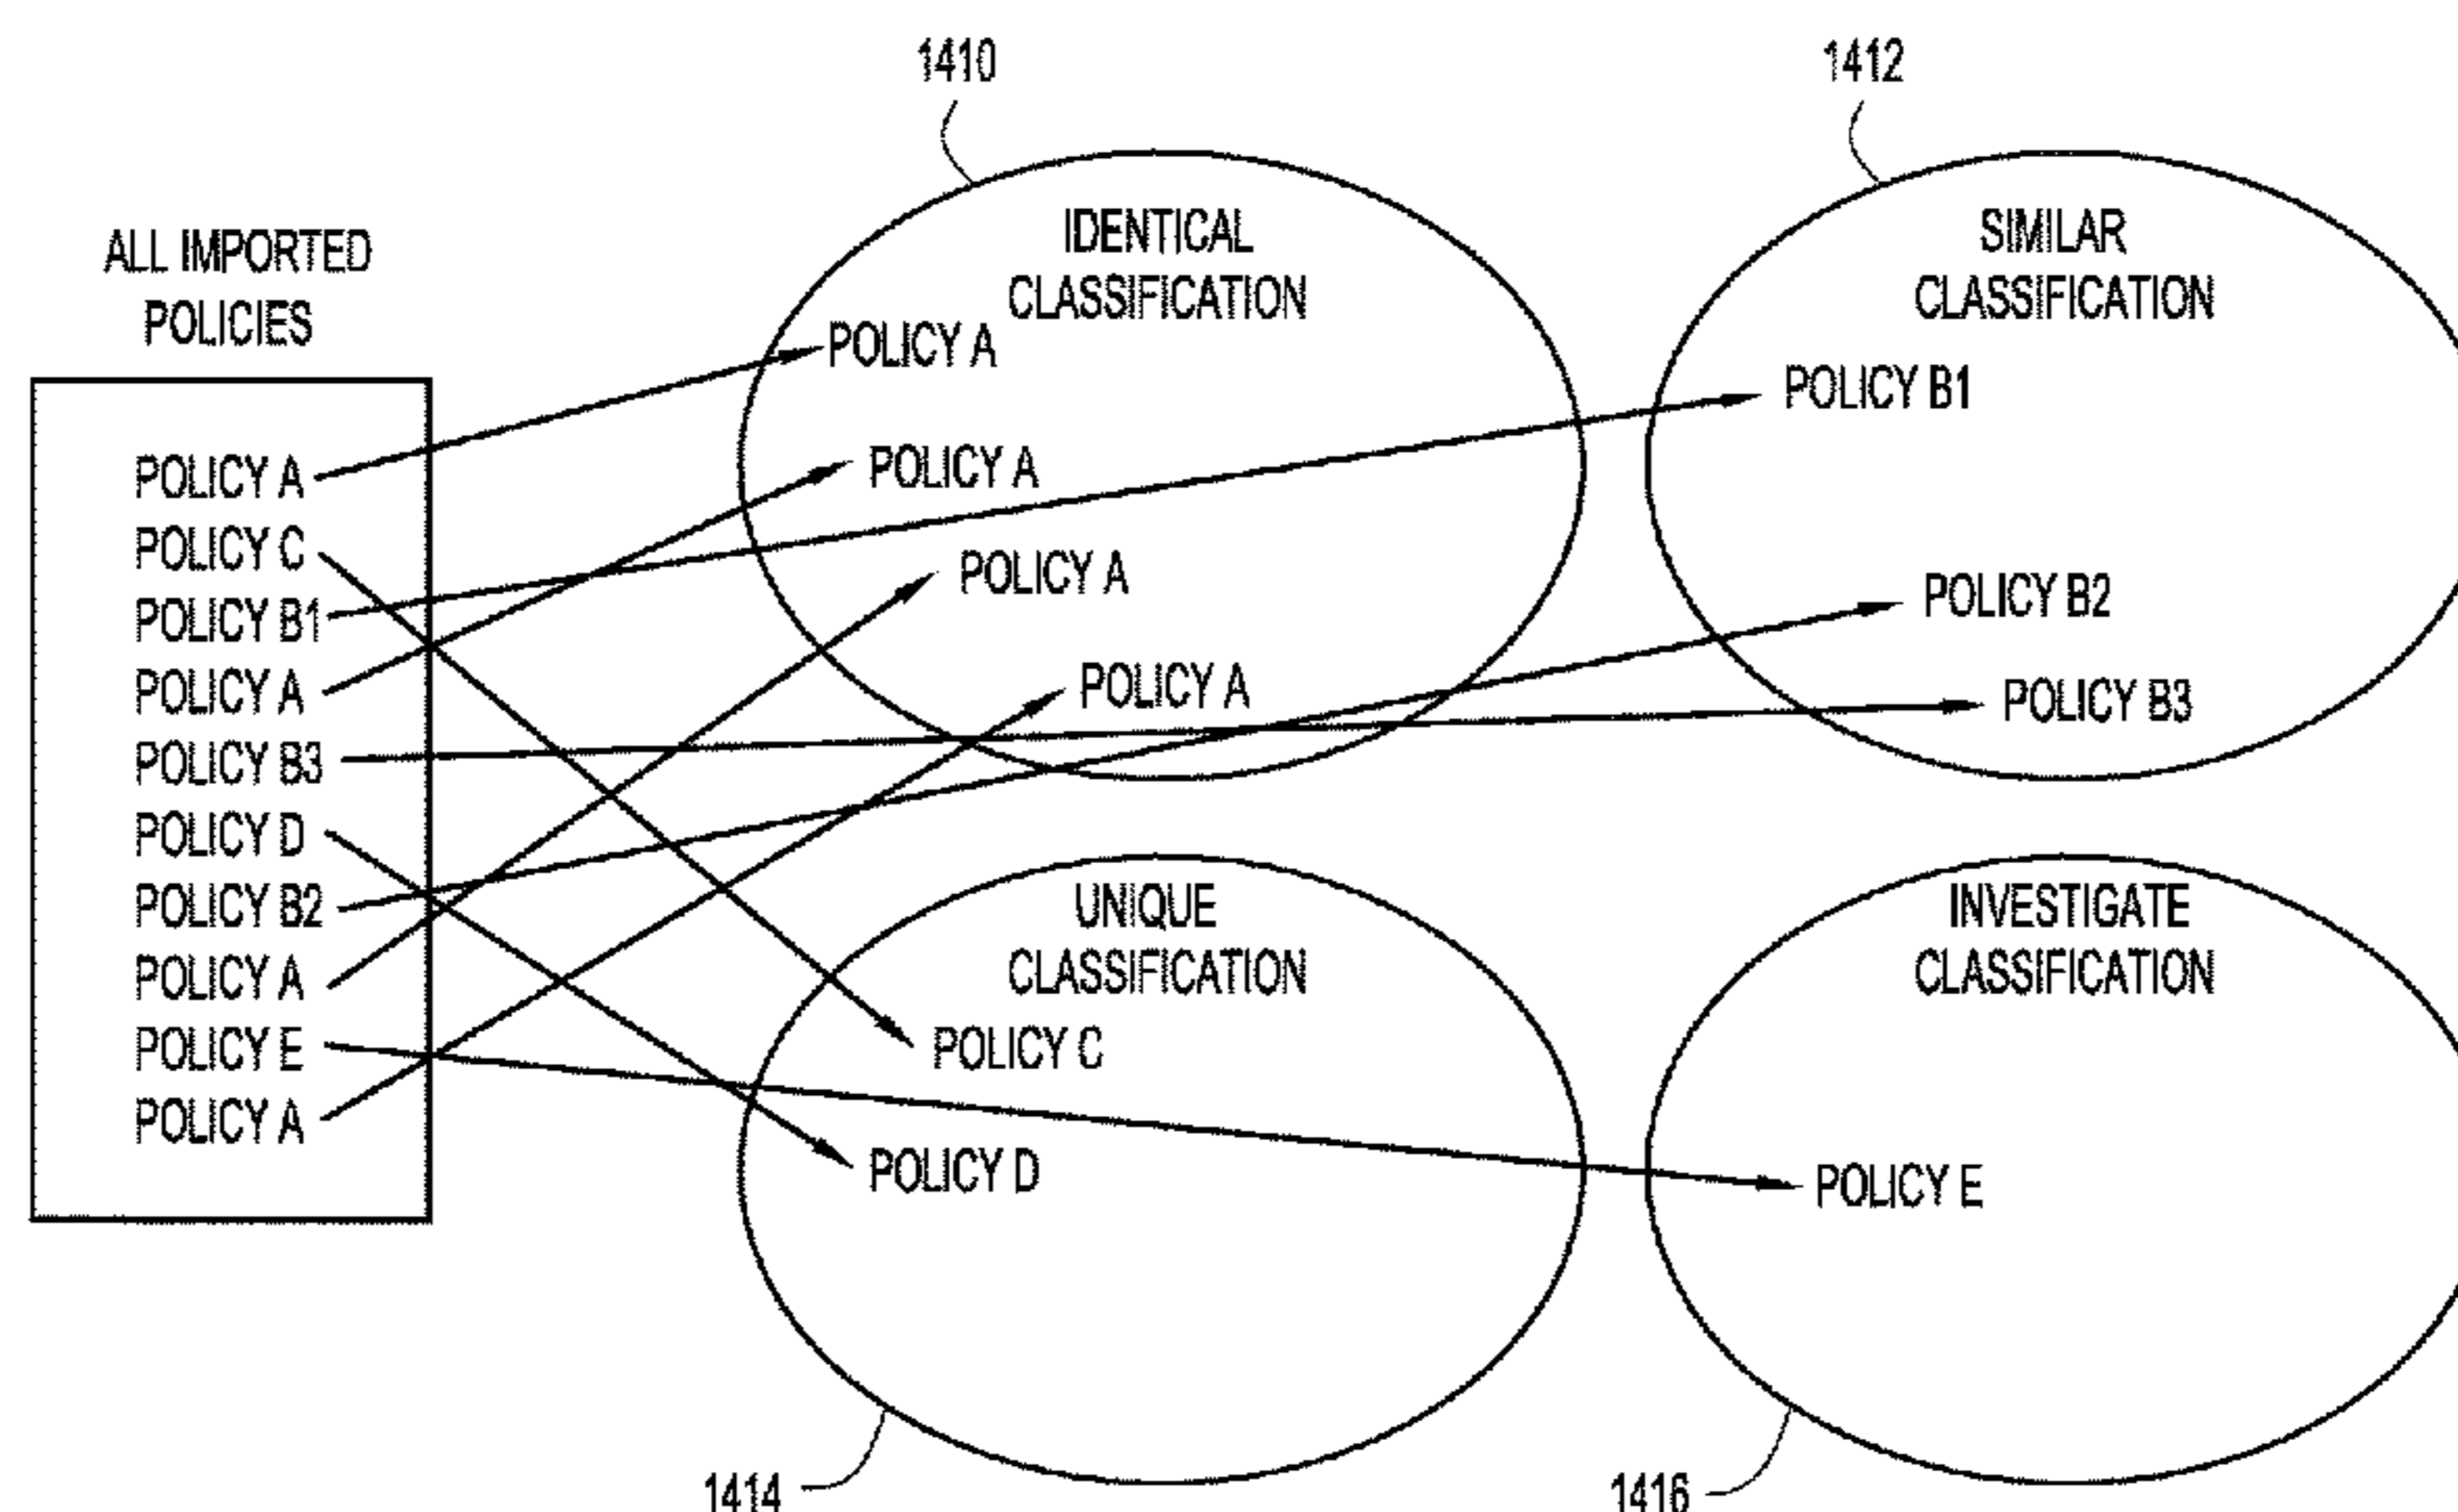 1410
1412
ALL IMPORTED
POLICIES
POLICY A
POLICY C
POLICY B1
POLICY A
POLICY B3
POLICY D
POLICY B2
POLICY A
POLICY E
POLICY A
IDENTICAL
CLASSIFICATION
POLICY A
POLICY A
POLICY A
POLICY A
SIMILAR
CLASSIFICATION
POLICY B1
POLICY B2
POLICY B3
UNIQUE
CLASSIFICATION
POLICY C
POLICY D
INVESTIGATE
CLASSIFICATION
POLICY E
1414
1416